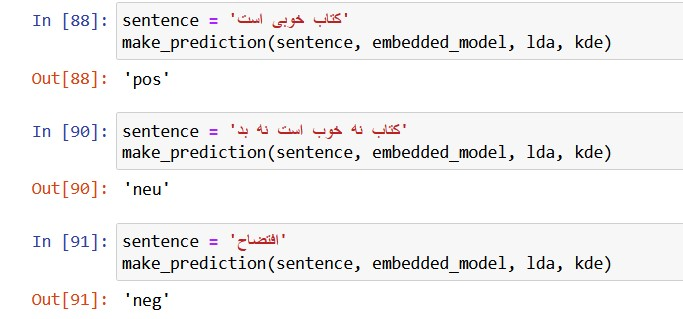 In [88]: sentence = 'کتاب خوبی است'
make_prediction(sentence, embedded_model, lda, kde)
Out[88]: 'pos'
In [90]: sentence = 'کتاب نه خوب است نه بد'
make_prediction(sentence, embedded_model, lda, kde)
Out[90]: 'neu'
In [91]: sentence = 'افتضاح'
make_prediction(sentence, embedded_model, lda, kde)
Out[91]: 'neg'